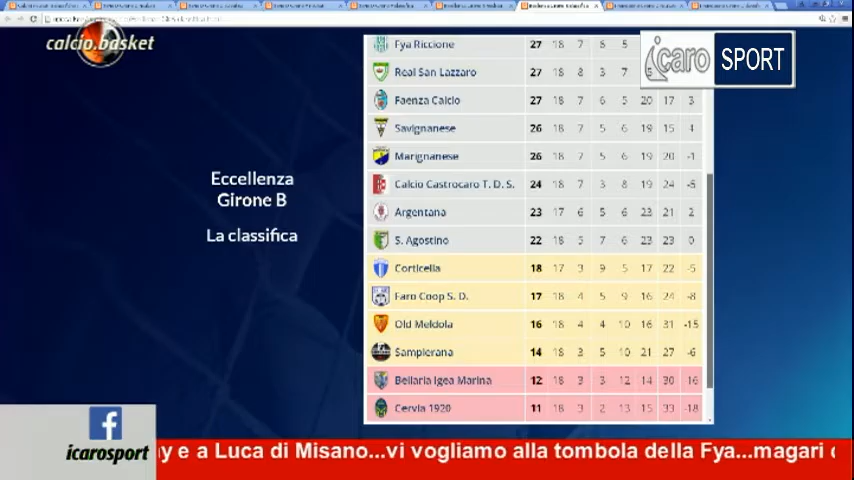 calcio.basket
icaro SPORT
Eccellenza
Girone B
La classifica
Fya Riccione 27 18 7 6 5
Real San Lazzaro 27 18 8 3 7
Faenza Calcio 27 18 7 6 5 20 17 3
Savignanese 26 18 7 5 6 19 15 4
Marignanese 26 18 7 5 6 19 20 -1
Calcio Castrocaro T. D. S. 24 18 7 3 8 19 24 -5
Argentana 23 17 6 5 6 23 21 2
S. Agostino 22 18 5 7 6 23 23 0
Corticella 18 17 3 9 5 17 22 -5
Faro Coop S. D. 17 18 4 5 9 16 24 -8
Old Meldola 16 18 4 4 10 16 31 -15
Sampierana 14 18 3 5 10 21 27 -6
Bellaria Igea Marina 12 18 3 3 12 14 30 16
Cervia 1920 11 18 3 2 13 15 33 -18
icarosport
y e a Luca di Misano...vi vogliamo alla tombola della Fya...magari